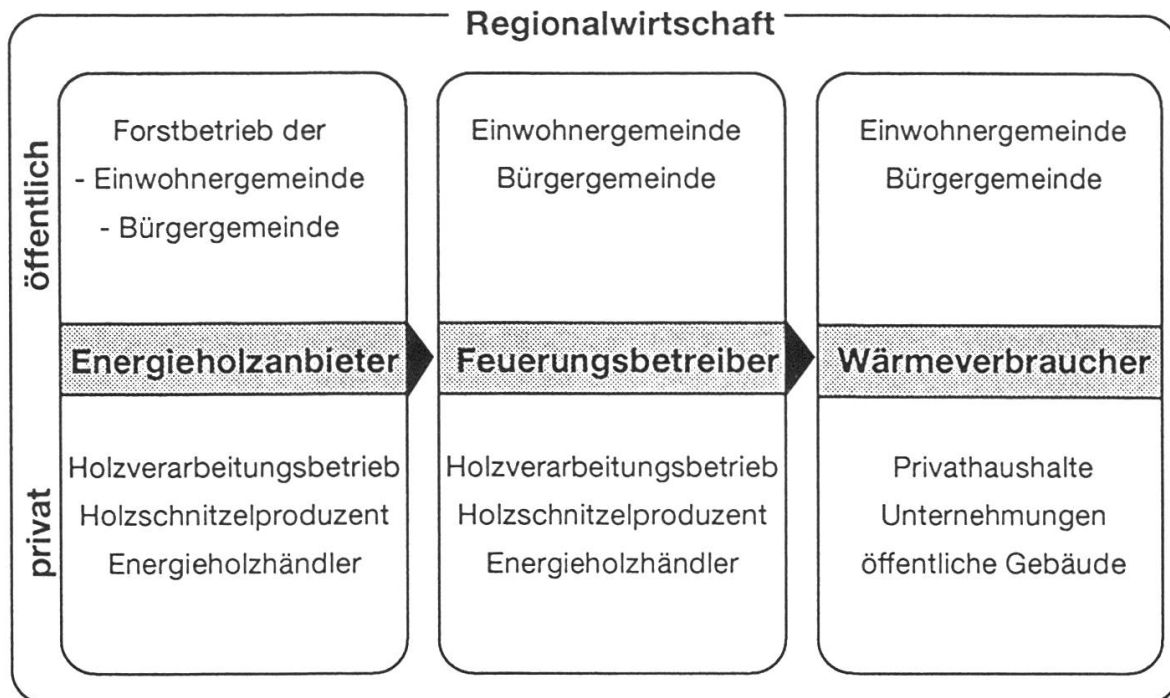 Regionalwirtschaft
öffentlich
Forstbetrieb der
- Einwohnergemeinde
- Bürgergemeinde
Einwohnergemeinde
Bürgergemeinde
Einwohnergemeinde
Bürgergemeinde
Energieholzanbieter
Feuerungsbetreiber
Wärmeverbraucher
privat
Holzverarbeitungsbetrieb
Holzschnitzelproduzent
Energieholzhändler
Holzverarbeitungsbetrieb
Holzschnitzelproduzent
Energieholzhändler
Privathaushalte
Unternehmungen
öffentliche Gebäude